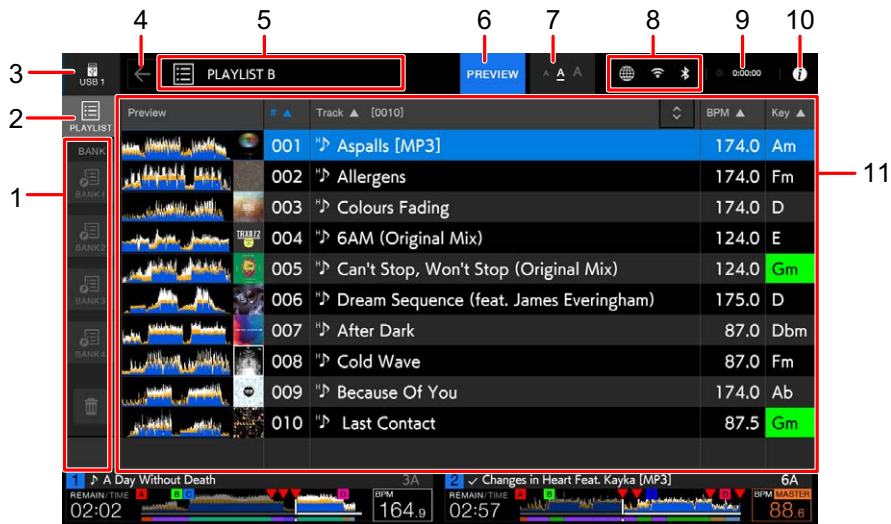 4 5 6 7 8 9 10
3
USB 1
PLAYLIST B
PREVIEW
A A A
0:00:00
i
2
PLAYLIST
Preview # ▲ Track ▲ [0010] BPM ▲ Key ▲
1
BANK
BANK1
BANK2
BANK3
BANK4
11
001 Aspalls [MP3] 174.0 Am
002 Allergens 174.0 Fm
003 Colours Fading 174.0 D
TRXX/2
004 6AM (Original Mix) 124.0 E
005 Can't Stop, Won't Stop (Original Mix) 124.0 Gm
006 Dream Sequence (feat. James Everingham) 175.0 D
007 After Dark 87.0 Dbm
008 Cold Wave 87.0 Fm
009 Because Of You 174.0 Ab
010 Last Contact 87.5 Gm
1 ♪ A Day Without Death 3A
REMAIN/TIME A B C D BPM
02:02 164.9
2 ✓ Changes in Heart Feat. Kayka [MP3] 6A
REMAIN/TIME A B C D BPM MASTER
02:57 88.6